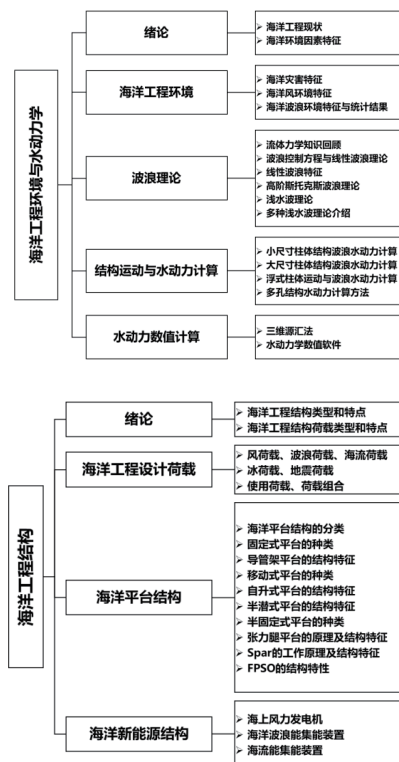 海洋工程环境与水动力学
绪论
➢ 海洋工程现状
➢ 海洋环境因素特征
海洋工程环境
➢ 海洋灾害特征
➢ 海洋风环境特征
➢ 海洋波浪环境特征与统计结果
波浪理论
➢ 流体力学知识回顾
➢ 波浪控制方程与线性波浪理论
➢ 线性波浪特征
➢ 高阶斯托克斯波浪理论
➢ 浅水波理论
➢ 多种浅水波理论介绍
结构运动与水动力计算
➢ 小尺寸柱体结构波浪水动力计算
➢ 大尺寸柱体结构波浪水动力计算
➢ 浮式柱体运动与波浪水动力计算
➢ 多孔结构水动力计算方法
水动力数值计算
➢ 三维源汇法
➢ 水动力学数值软件
海洋工程结构
绪论
➢ 海洋工程结构类型和特点
➢ 海洋工程结构荷载类型和特点
海洋工程设计荷载
➢ 风荷载、波浪荷载、海流荷载
➢ 冰荷载、地震荷载
➢ 使用荷载、荷载组合
海洋平台结构
➢ 海洋平台结构的分类
➢ 固定式平台的种类
➢ 导管架平台的结构特征
➢ 移动式平台的种类
➢ 自升式平台的结构特征
➢ 半潜式平台的结构特征
➢ 半固定式平台的种类
➢ 张力腿平台的原理及结构特征
➢ Spar的工作原理及结构特征
➢ FPSO的结构特性
海洋新能源结构
➢ 海上风力发电机
➢ 海洋波浪能集能装置
➢ 海流能集能装置